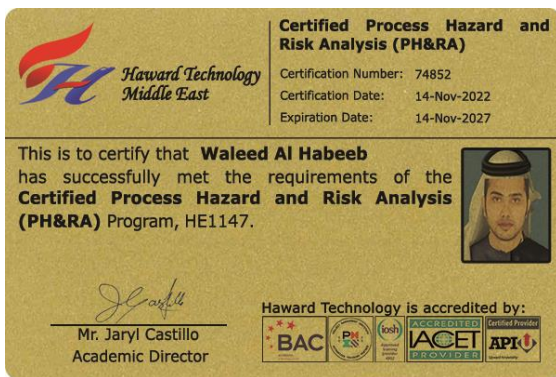 Haward Technology
Middle East
Certified Process Hazard and
Risk Analysis (PH&RA)
Certification Number: 74852
Certification Date: 14-Nov-2022
Expiration Date: 14-Nov-2027
This is to certify that Waleed Al Habeeb
has successfully met the requirements of the
Certified Process Hazard and Risk Analysis
(PH&RA) Program, HE1147.
Mr. Jaryl Castillo
Academic Director
Haward Technology is accredited by:
BAC
PM
iosh
ACCREDITED
IACET
PROVIDER
Certified Provider
API